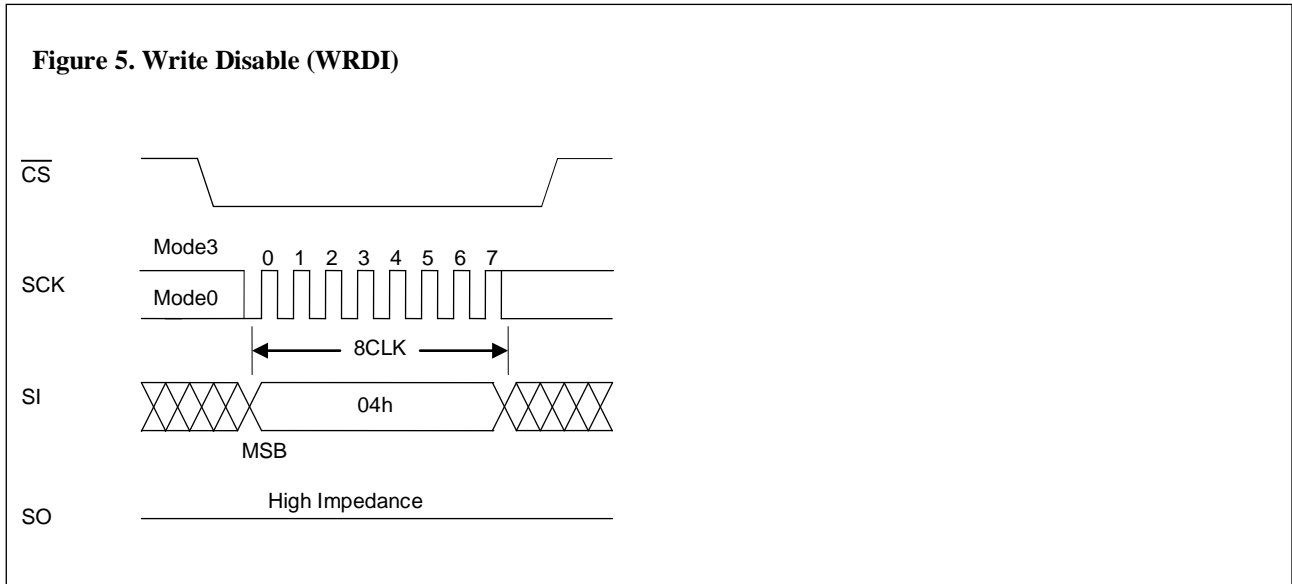 Figure 5. Write Disable (WRDI)
CS
Mode3
0 1 2 3 4 5 6 7
SCK
Mode0
8CLK
SI
04h
MSB
High Impedance
SO